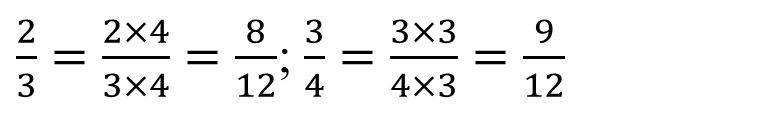 2/3 = 2×4/3×4 = 8/12; 3/4 = 3×3/4×3 = 9/12